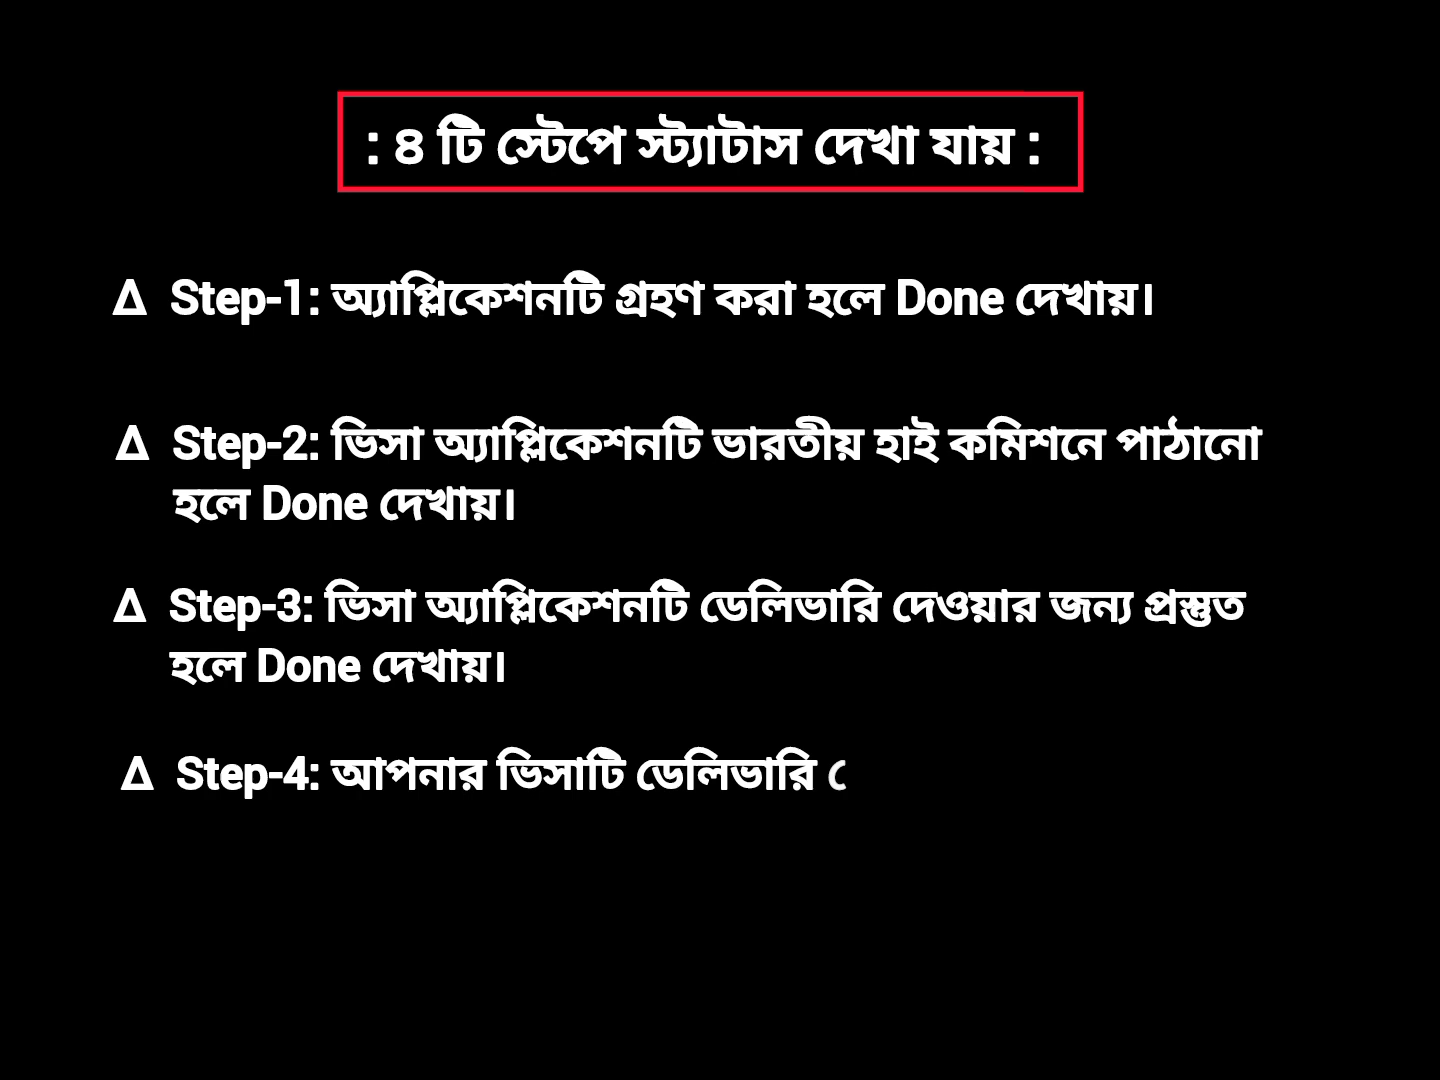 : ৪ টি স্টেপে স্ট্যাটাস দেখা যায় :
Δ Step-1: অ্যাপ্লিকেশনটি গ্রহণ করা হলে Done দেখায়।
Δ Step-2: ভিসা অ্যাপ্লিকেশনটি ভারতীয় হাই কমিশনে পাঠানো
হলে Done দেখায়।
Δ Step-3: ভিসা অ্যাপ্লিকেশনটি ডেলিভারি দেওয়ার জন্য প্রস্তুত
হলে Done দেখায়।
Δ Step-4: আপনার ভিসাটি ডেলিভারি